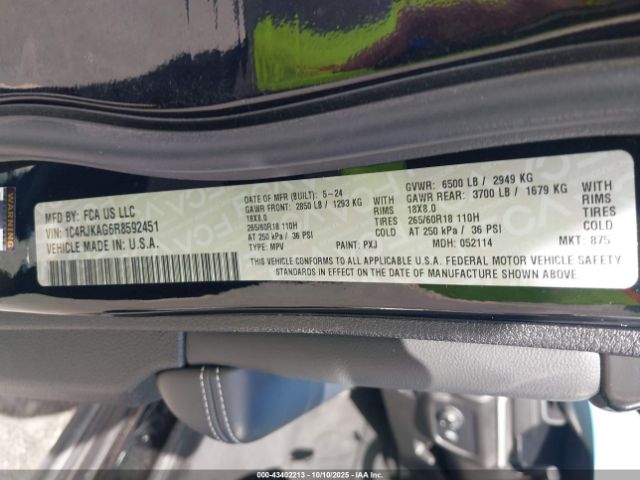 WARNING
MFD BY: FCA US LLC
VIN: 1C4RJKAG6R8592451
VEHICLE MADE IN U.S.A.
DATE OF MFR (BUILT): 5-24
GAWR FRONT: 2850 LB / 1293 KG WITH
18X8.0 RIMS
265/60R18 110H TIRES
AT 250 kPa / 36 PSI COLD
TYPE: MPV PAINT: PXJ
GVWR: 6500 LB / 2949 KG
GAWR REAR: 3700 LB / 1679 KG WITH
18X8.0 RIMS
265/60R18 110H TIRES
AT 250 kPa / 36 PSI COLD
MDH: 052114 MKT: 875
THIS VEHICLE CONFORMS TO ALL APPLICABLE U.S.A. FEDERAL MOTOR VEHICLE SAFETY
STANDARDS IN EFFECT ON THE DATE OF MANUFACTURE SHOWN ABOVE.
000-43402213 - 10/10/2025 - IAAI.COM